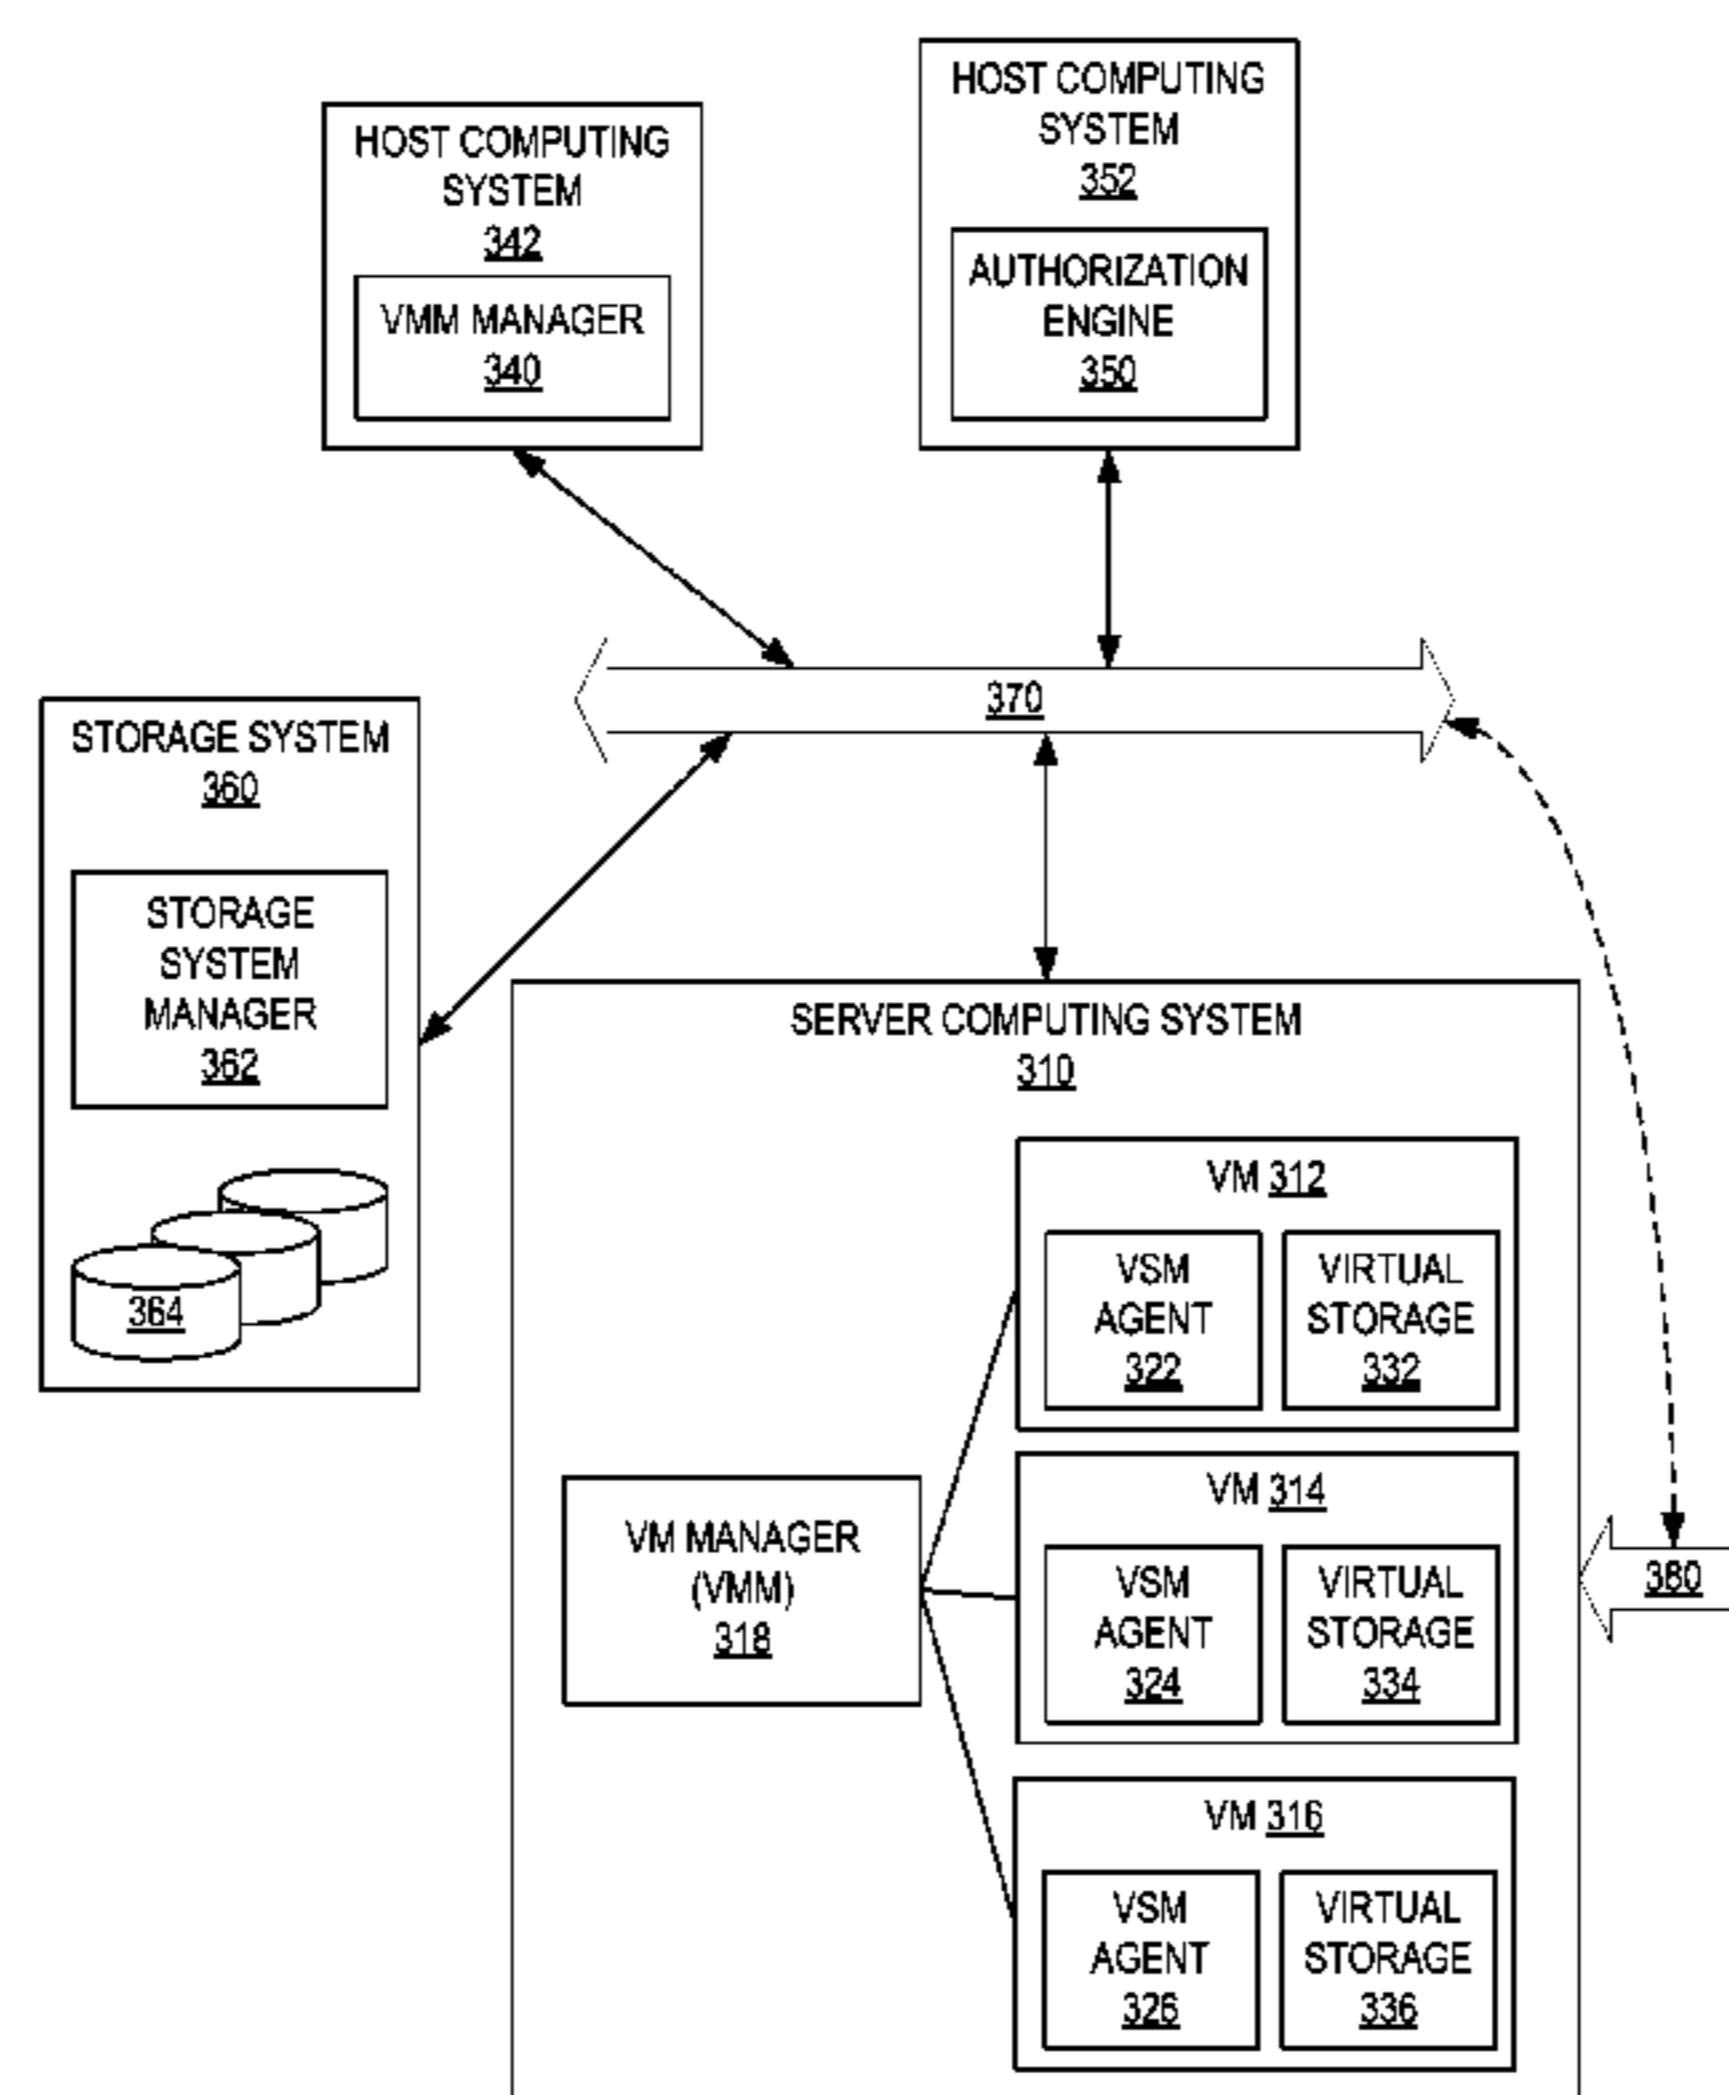 HOST COMPUTING
SYSTEM
342
VMM MANAGER
340
HOST COMPUTING
SYSTEM
352
AUTHORIZATION
ENGINE
350
370
STORAGE SYSTEM
360
STORAGE
SYSTEM
MANAGER
362
364
SERVER COMPUTING SYSTEM
310
VM MANAGER
(VMM)
318
VM 312
VSM
AGENT
322
VIRTUAL
STORAGE
332
VM 314
VSM
AGENT
324
VIRTUAL
STORAGE
334
VM 316
VSM
AGENT
326
VIRTUAL
STORAGE
336
380